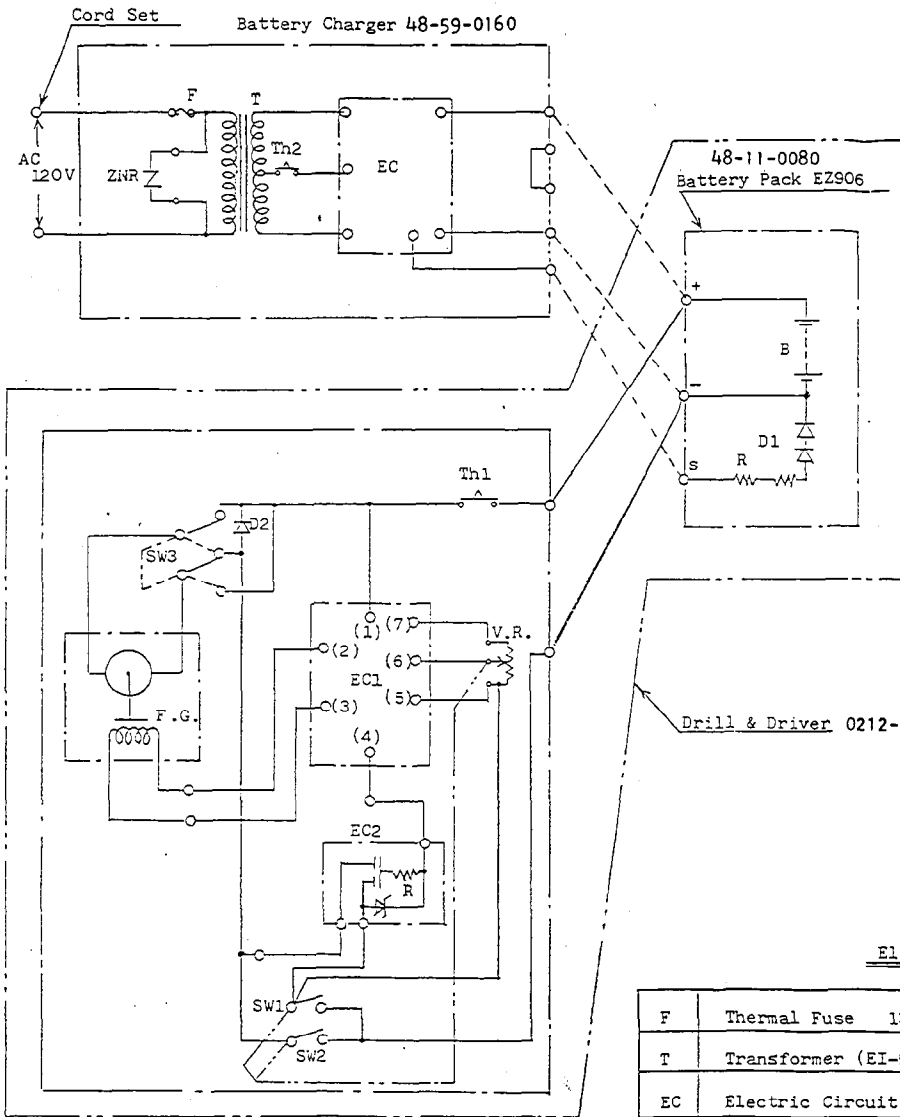 Cord Set
Battery Charger 48-59-0160
F
T
Th2
EC
AC
120V
ZNR
48-11-0080
Battery Pack EZ906
+
B
−
D1
S
R
Th1
D2
SW3
(1)
(7)
V.R.
(2)
(6)
EC1
(3)
(5)
F.G.
(4)
Drill & Driver 0212-
EC2
R
SW1
SW2
El
F Thermal Fuse 1
T Transformer (EI-
EC Electric Circuit